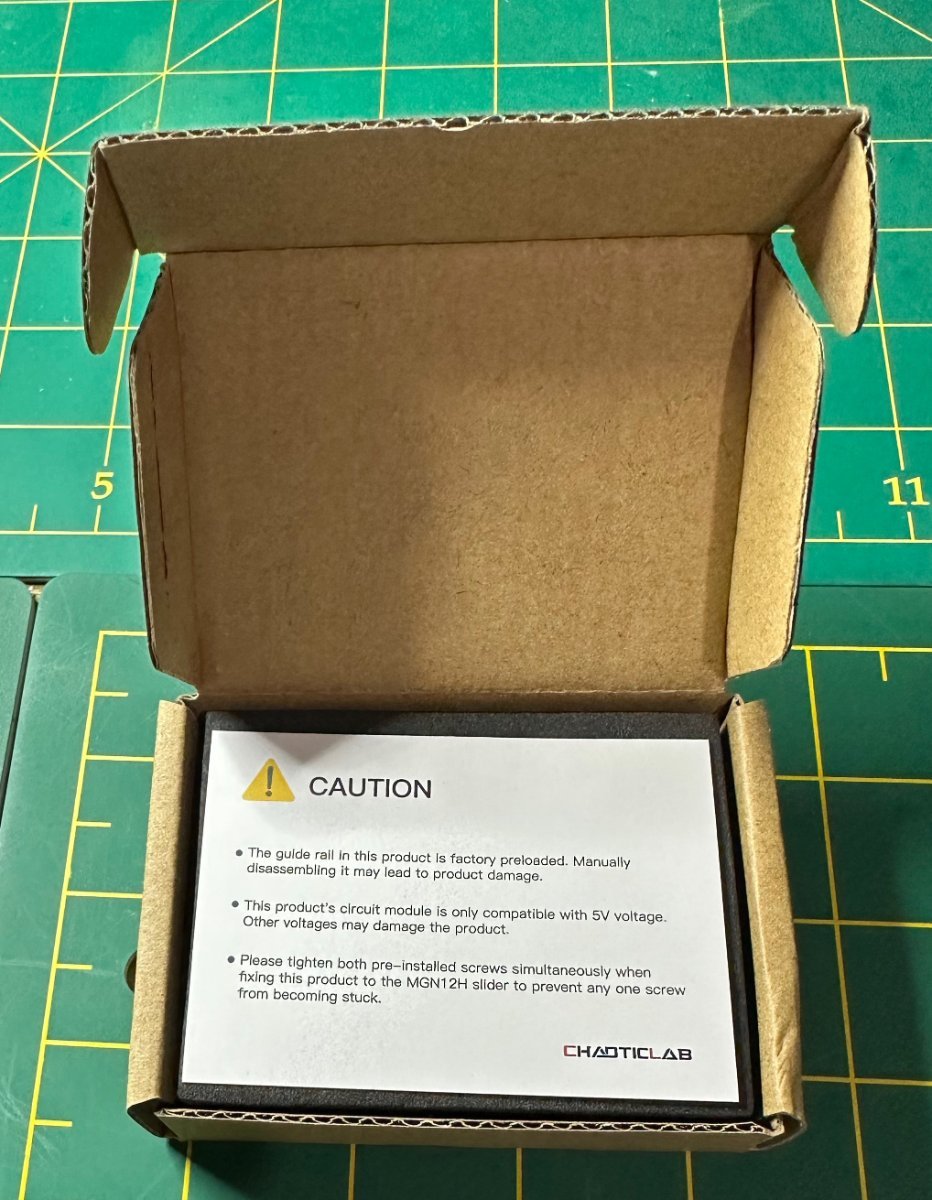 5
11
CAUTION
• The guide rail in this product is factory preloaded. Manually
disassembling it may lead to product damage.
• This product's circuit module is only compatible with 5V voltage.
Other voltages may damage the product.
• Please tighten both pre-installed screws simultaneously when
fixing this product to the MGN12H slider to prevent any one screw
from becoming stuck.
CHAOTICLAB